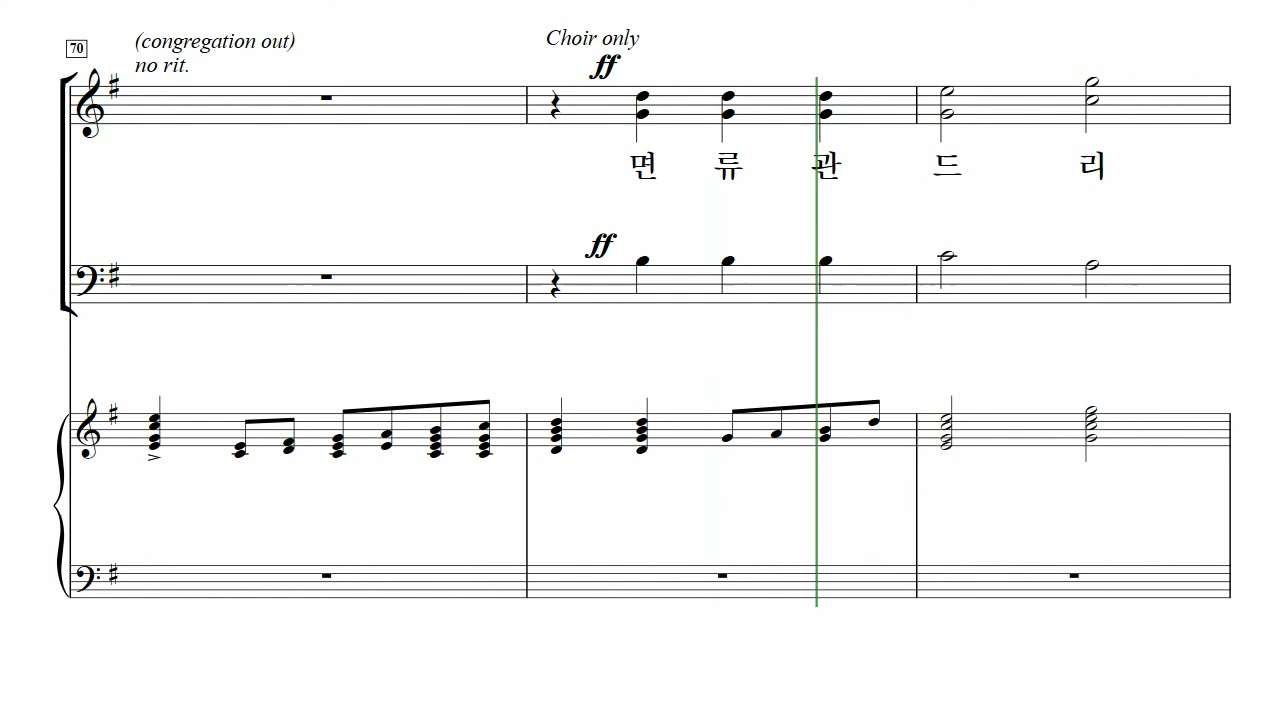 70
(congregation out)
no rit.
Choir only
ff
면 류 관 드 리
ff